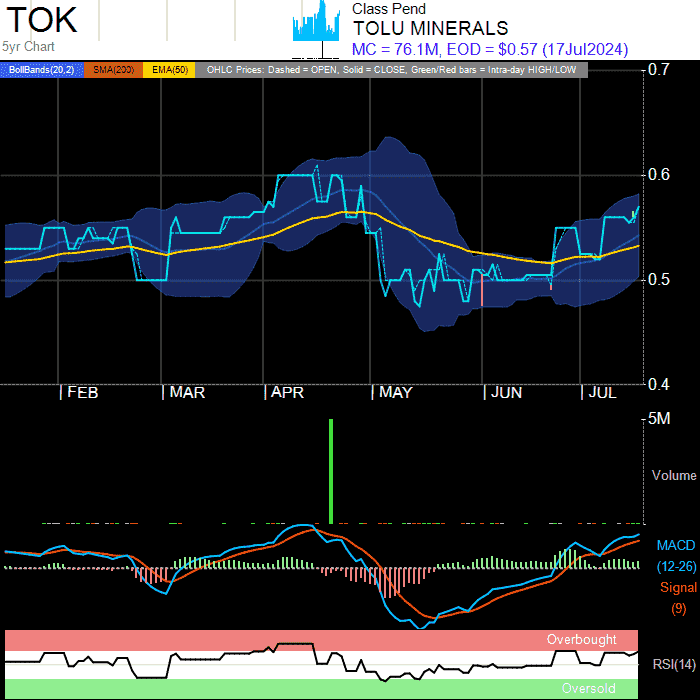 TOK
5yr Chart
Class Pend
TOLU MINERALS
MC = 76.1M, EOD = $0.57 (17Jul2024)
BollBands(20,2) SMA(200) EMA(50) OHLC Prices: Dashed = OPEN, Solid = CLOSE, Green/Red bars = Intra-day HIGH/LOW
0.7
0.6
0.5
0.4
FEB MAR APR MAY JUN JUL
5M
Volume
MACD
(12-26)
Signal
(9)
Overbought
RSI(14)
Oversold